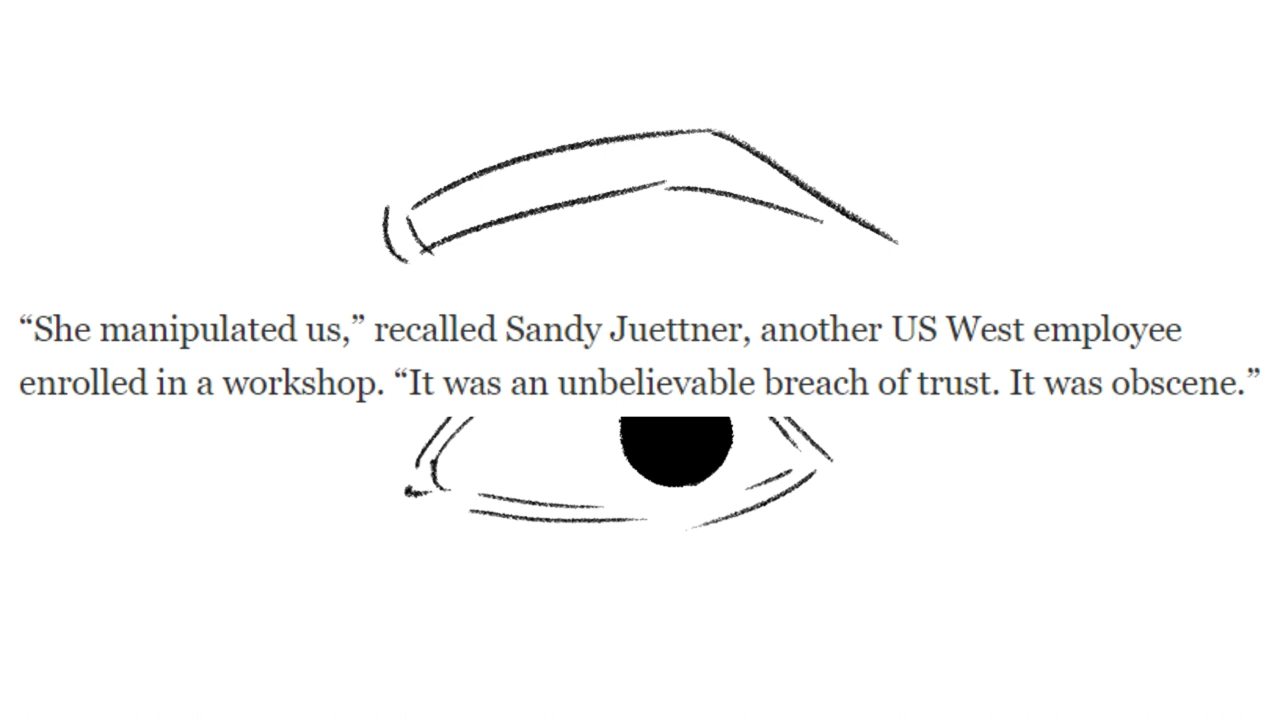 “She manipulated us,” recalled Sandy Juettner, another US West employee
enrolled in a workshop. “It was an unbelievable breach of trust. It was obscene.”